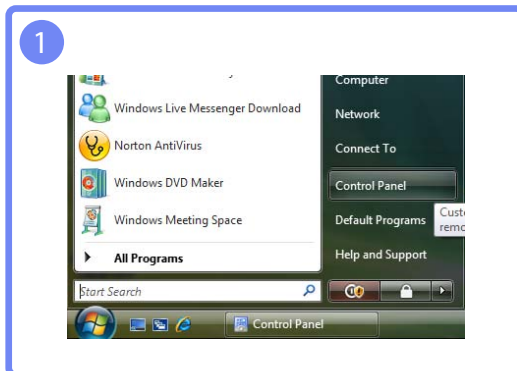 1
Windows Live Messenger Download
Norton AntiVirus
Windows DVD Maker
Windows Meeting Space
All Programs
Start Search
Computer
Network
Connect To
Control Panel
Default Programs
Help and Support
Control Panel